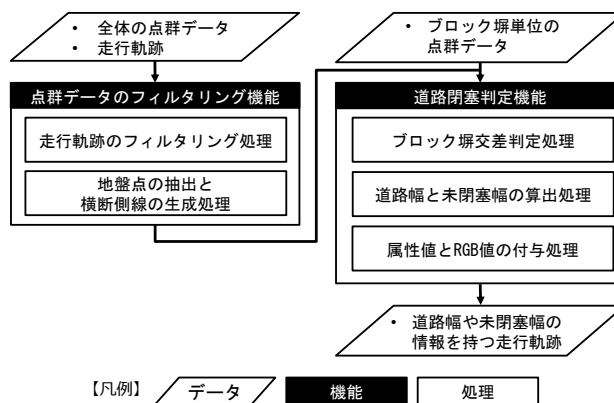 • 全体の点群データ
• 走行軌跡
点群データのフィルタリング機能
走行軌跡のフィルタリング処理
地盤点の抽出と
横断側線の生成処理
• ブロック塀単位の
点群データ
道路閉塞判定機能
ブロック塀交差判定処理
道路幅と未閉塞幅の算出処理
属性値とRGB値の付与処理
• 道路幅や未閉塞幅の
情報を持つ走行軌跡
【凡例】 データ 機能 処理